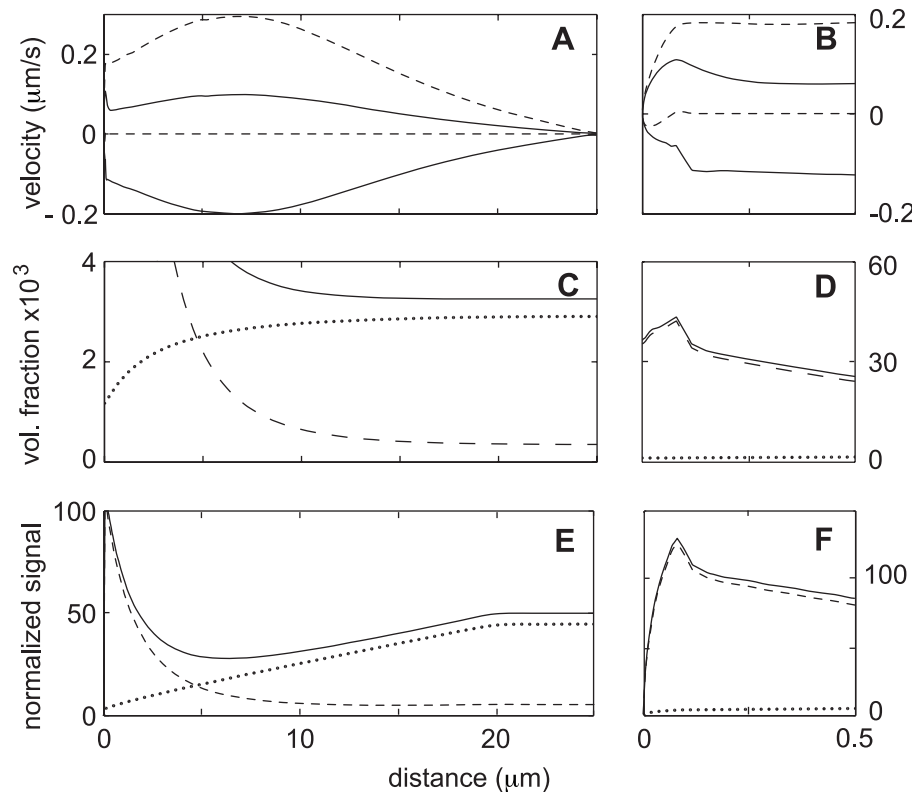 velocity (μm/s)
0.2
0
- 0.2
A
B
0.2
0
-0.2
vol. fraction x10³
4
2
0
C
D
60
30
0
normalized signal
100
50
0
E
F
100
0
0
10
20
0
0.5
distance (μm)